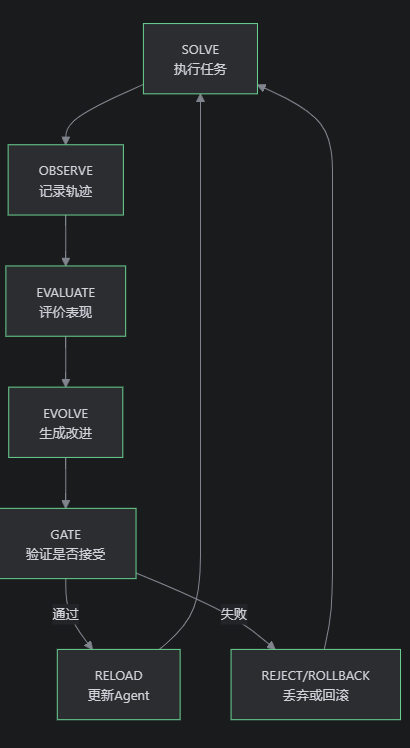 SOLVE
执行任务
OBSERVE
记录轨迹
EVALUATE
评价表现
EVOLVE
生成改进
GATE
验证是否接受
通过
失败
RELOAD
更新Agent
REJECT/ROLLBACK
丢弃或回滚